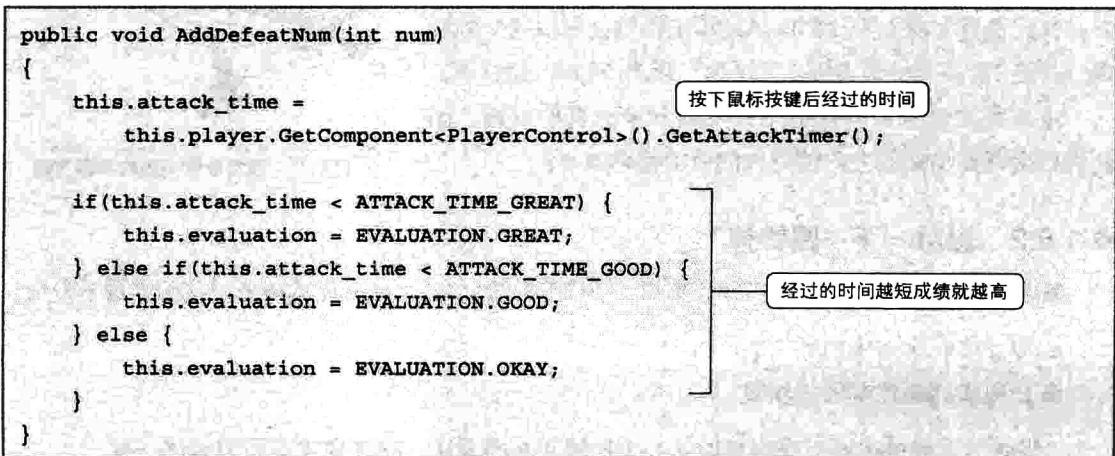 public void AddDefeatNum(int num)
{
    this.attack_time =
按下鼠标按键后经过的时间
        this.player.GetComponent<PlayerControl>().GetAttackTimer();

    if(this.attack_time < ATTACK_TIME_GREAT) {
        this.evaluation = EVALUATION.GREAT;
    } else if(this.attack_time < ATTACK_TIME_GOOD) {
        this.evaluation = EVALUATION.GOOD;
经过的时间越短成绩就越高
    } else {
        this.evaluation = EVALUATION.OKAY;
    }
}